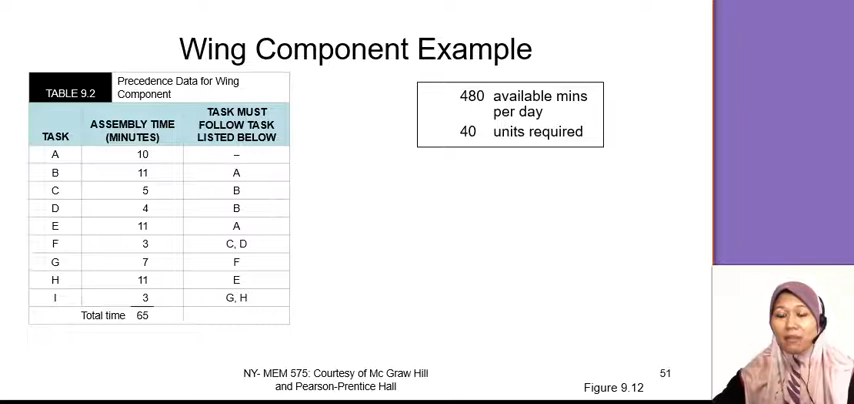 Wing Component Example
TABLE 9.2
Precedence Data for Wing
Component
TASK
ASSEMBLY TIME
(MINUTES)
TASK MUST
FOLLOW TASK
LISTED BELOW
A 10 –
B 11 A
C 5 B
D 4 B
E 11 A
F 3 C, D
G 7 F
H 11 E
I 3 G, H
Total time 65
480 available mins
per day
40 units required
NY- MEM 575: Courtesy of Mc Graw Hill
and Pearson-Prentice Hall
51
Figure 9.12